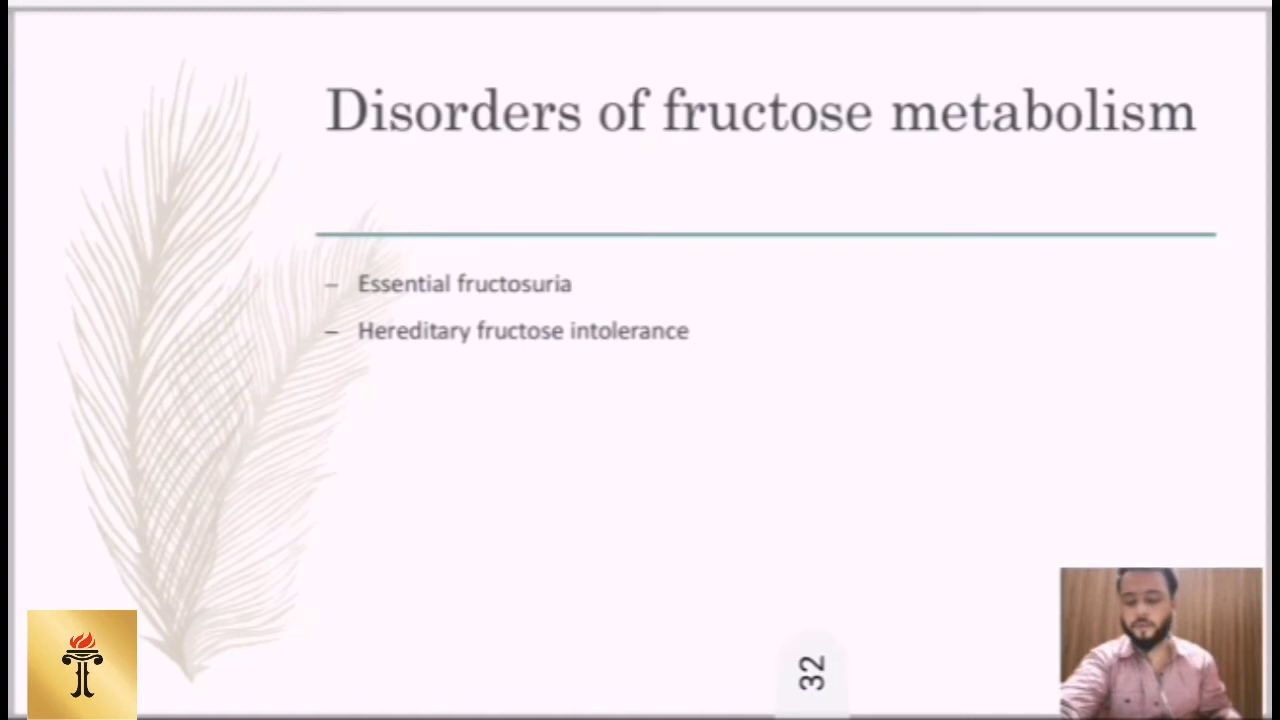 Disorders of fructose metabolism
– Essential fructosuria
– Hereditary fructose intolerance
32